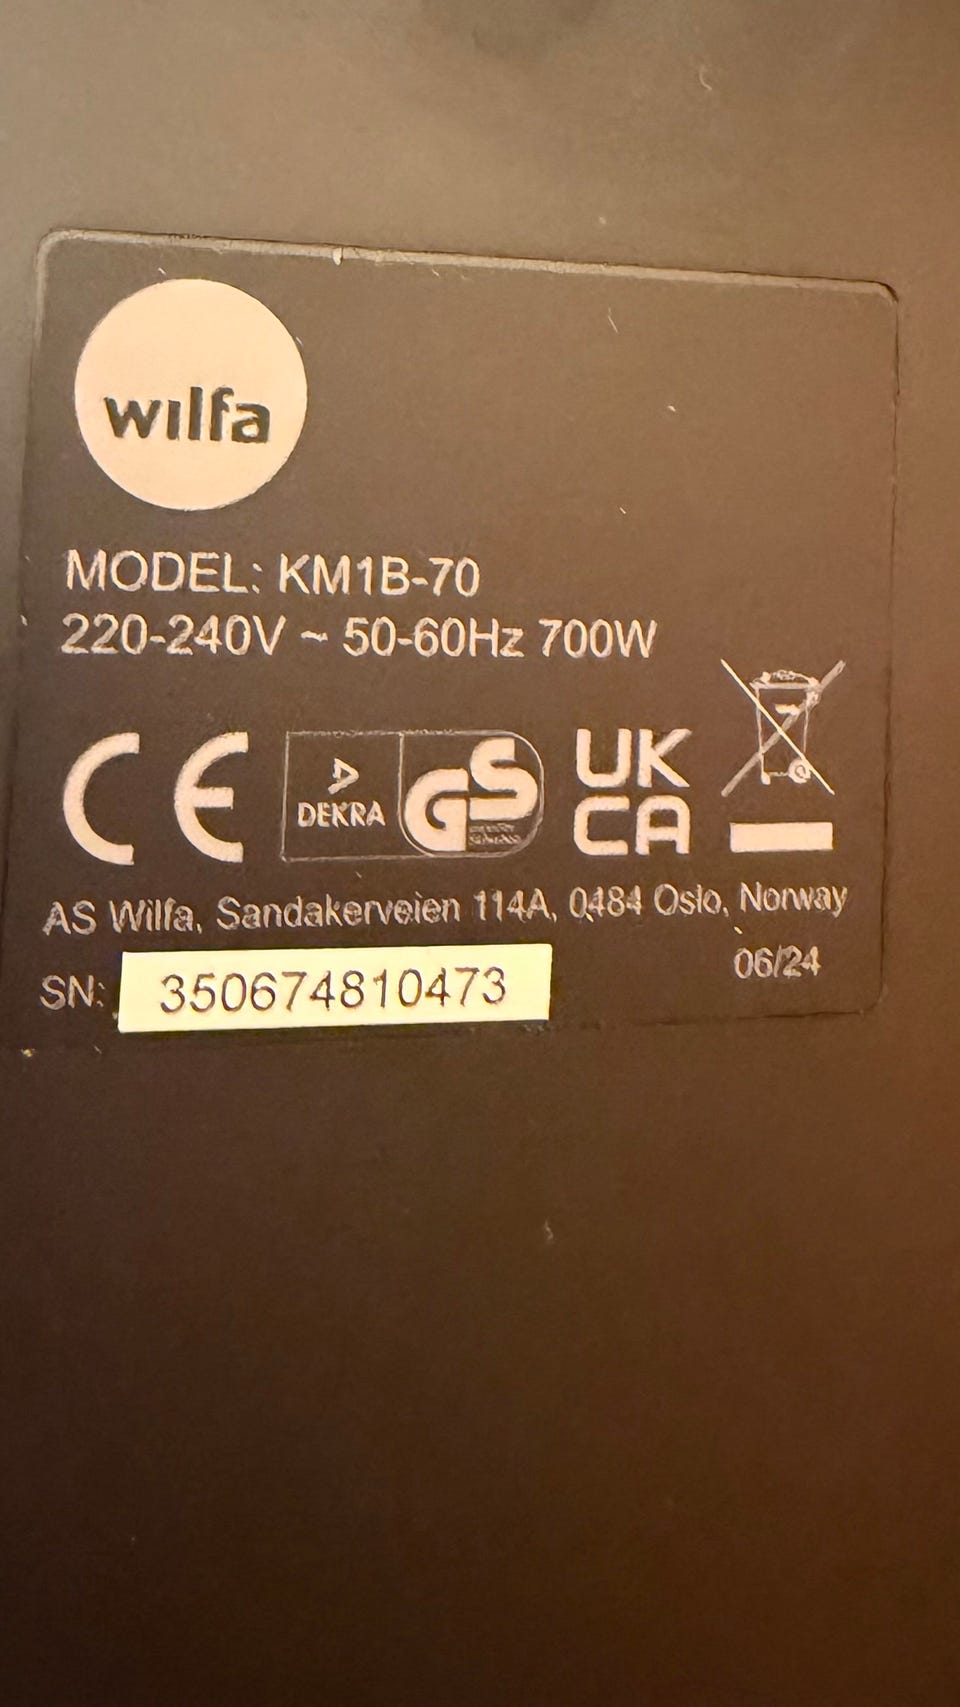 wilfa
MODEL: KM1B-70
220-240V ~ 50-60Hz 700W
CE
DEKRA
GS
UK
CA
AS Wilfa, Sandakerveien 114A, 0484 Oslo, Norway
06/24
SN: 350674810473